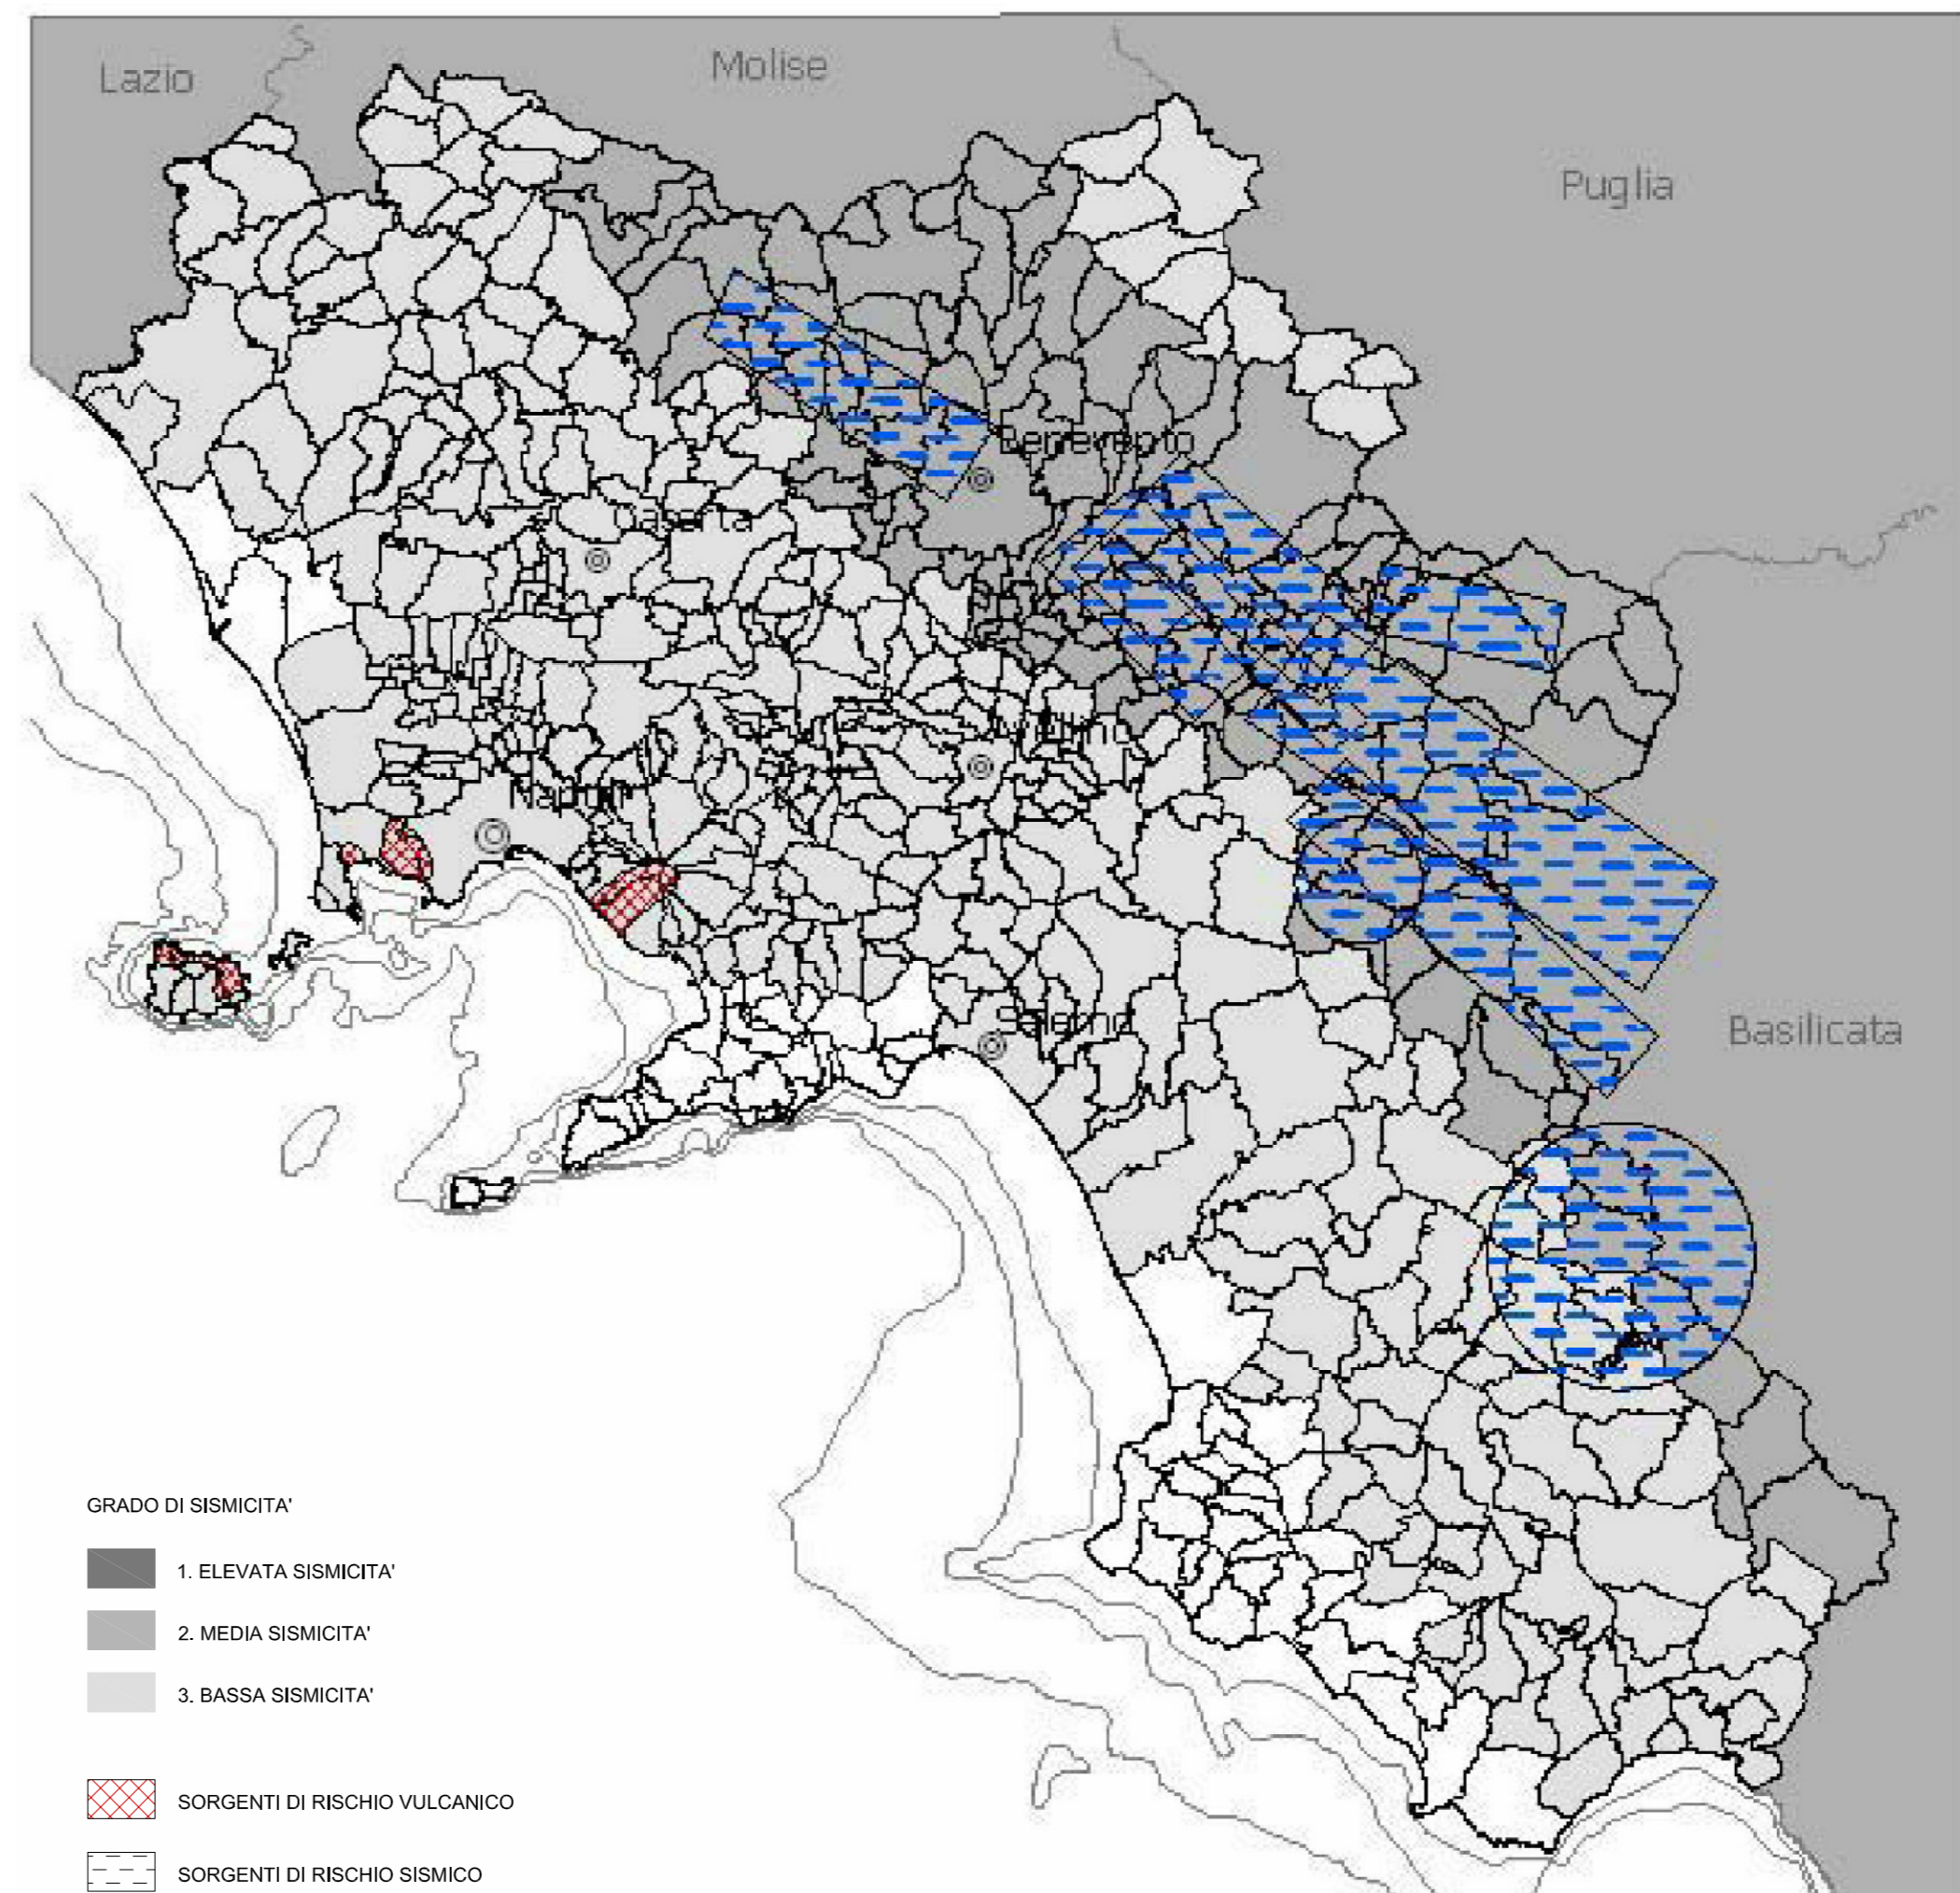 Lazio
Molise
Puglia
Benevento
Caserta
Avellino
Napoli
Salerno
Basilicata
GRADO DI SISMICITA'
1. ELEVATA SISMICITA'
2. MEDIA SISMICITA'
3. BASSA SISMICITA'
SORGENTI DI RISCHIO VULCANICO
SORGENTI DI RISCHIO SISMICO